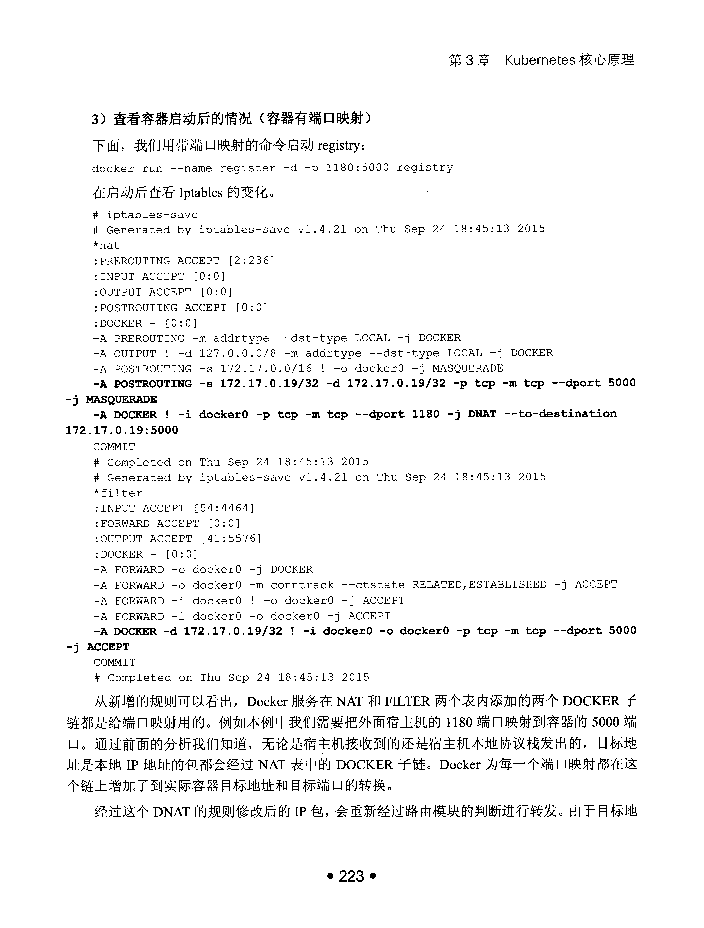 第 3 章 Kubernetes 核心原理
3）查看容器启动后的情况（容器有端口映射）
下面，我们用带端口映射的命令启动 registry：
docker run --name register -d -p 1180:5000 registry
在启动后查看 Iptables 的变化。
# iptables-save
# Generated by iptables-save v1.4.21 on Thu Sep 24 18:45:13 2015
*nat
:PREROUTING ACCEPT [2:236]
:INPUT ACCEPT [0:0]
:OUTPUT ACCEPT [0:0]
:POSTROUTING ACCEPT [0:0]
:DOCKER - [0:0]
-A PREROUTING -m addrtype --dst-type LOCAL -j DOCKER
-A OUTPUT ! -d 127.0.0.0/8 -m addrtype --dst-type LOCAL -j DOCKER
-A POSTROUTING -s 172.17.0.0/16 ! -o docker0 -j MASQUERADE
-A POSTROUTING -s 172.17.0.19/32 -d 172.17.0.19/32 -p tcp -m tcp --dport 5000
-j MASQUERADE
-A DOCKER ! -i docker0 -p tcp -m tcp --dport 1180 -j DNAT --to-destination
172.17.0.19:5000
COMMIT
# Completed on Thu Sep 24 18:45:13 2015
# Generated by iptables-save v1.4.21 on Thu Sep 24 18:45:13 2015
*filter
:INPUT ACCEPT [54:4464]
:FORWARD ACCEPT [0:0]
:OUTPUT ACCEPT [41:5576]
:DOCKER - [0:0]
-A FORWARD -o docker0 -j DOCKER
-A FORWARD -o docker0 -m conntrack --ctstate RELATED,ESTABLISHED -j ACCEPT
-A FORWARD -i docker0 ! -o docker0 -j ACCEPT
-A FORWARD -i docker0 -o docker0 -j ACCEPT
-A DOCKER -d 172.17.0.19/32 ! -i docker0 -o docker0 -p tcp -m tcp --dport 5000
-j ACCEPT
COMMIT
# Completed on Thu Sep 24 18:45:13 2015
从新增的规则可以看出，Docker 服务在 NAT 和 FILTER 两个表内添加的两个 DOCKER 子
链都是给端口映射用的。例如本例中我们需要把外面宿主机的 1180 端口映射到容器的 5000 端
口。通过前面的分析我们知道，无论是宿主机接收到的还是宿主机本地协议栈发出的，目标地
址是本地 IP 地址的包都会经过 NAT 表中的 DOCKER 子链。Docker 为每一个端口映射都在这
个链上增加了到实际容器目标地址和目标端口的转换。
经过这个 DNAT 的规则修改后的 IP 包，会重新经过路由模块的判断进行转发。由于目标地
• 223 •